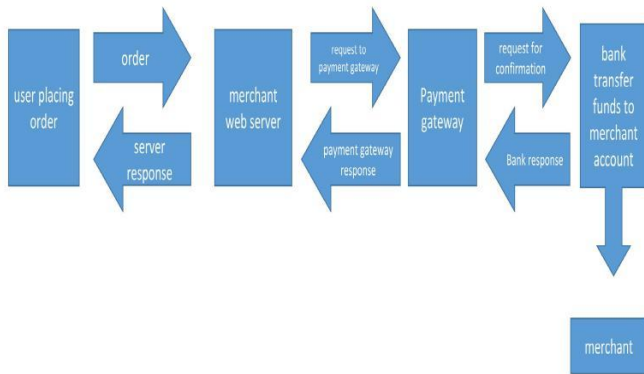 user placing
order
order
server
response
merchant
web server
request to
payment gateway
payment gateway
response
Payment
gateway
request for
confirmation
Bank response
bank
transfer
funds to
merchant
account
merchant